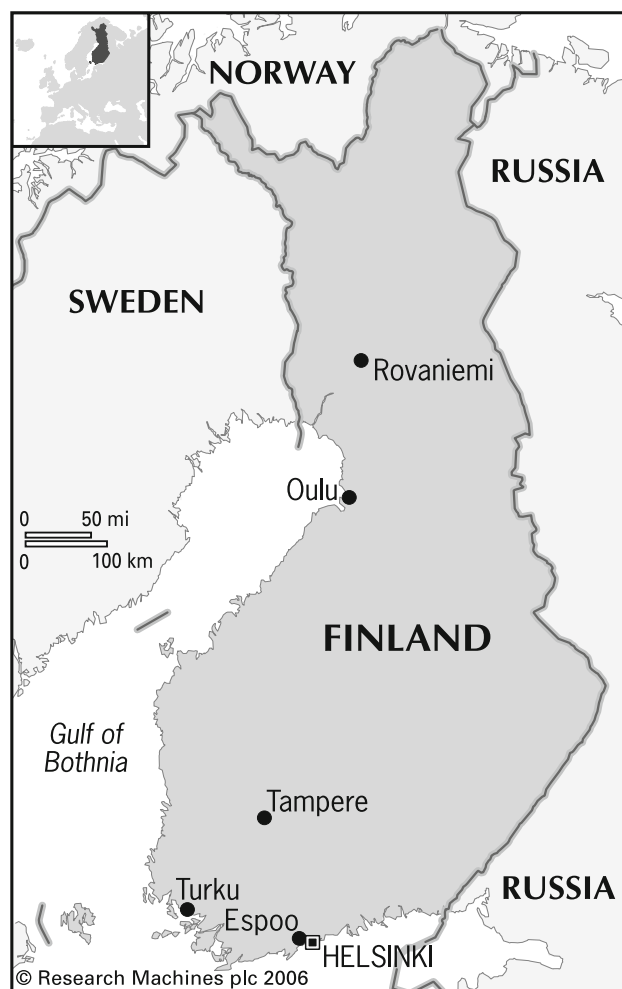 NORWAY
RUSSIA
SWEDEN
Rovaniemi
Oulu
0 50 mi
0 100 km
FINLAND
Gulf of
Bothnia
Tampere
Turku
RUSSIA
Espoo
HELSINKI
© Research Machines plc 2006